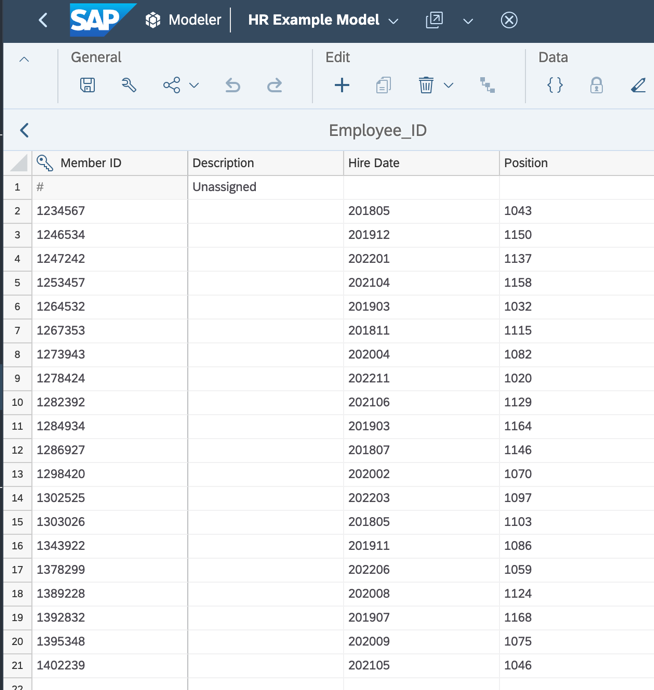 SAP Modeler HR Example Model
General Edit Data
Employee_ID
Member ID Description Hire Date Position
1 # Unassigned
2 1234567 201805 1043
3 1246534 201912 1150
4 1247242 202201 1137
5 1253457 202104 1158
6 1264532 201903 1032
7 1267353 201811 1115
8 1273943 202004 1082
9 1278424 202211 1020
10 1282392 202106 1129
11 1284934 201903 1164
12 1286927 201807 1146
13 1298420 202002 1070
14 1302525 202203 1097
15 1303026 201805 1103
16 1343922 201911 1086
17 1378299 202206 1059
18 1389228 202008 1124
19 1392832 201907 1168
20 1395348 202009 1075
21 1402239 202105 1046
22